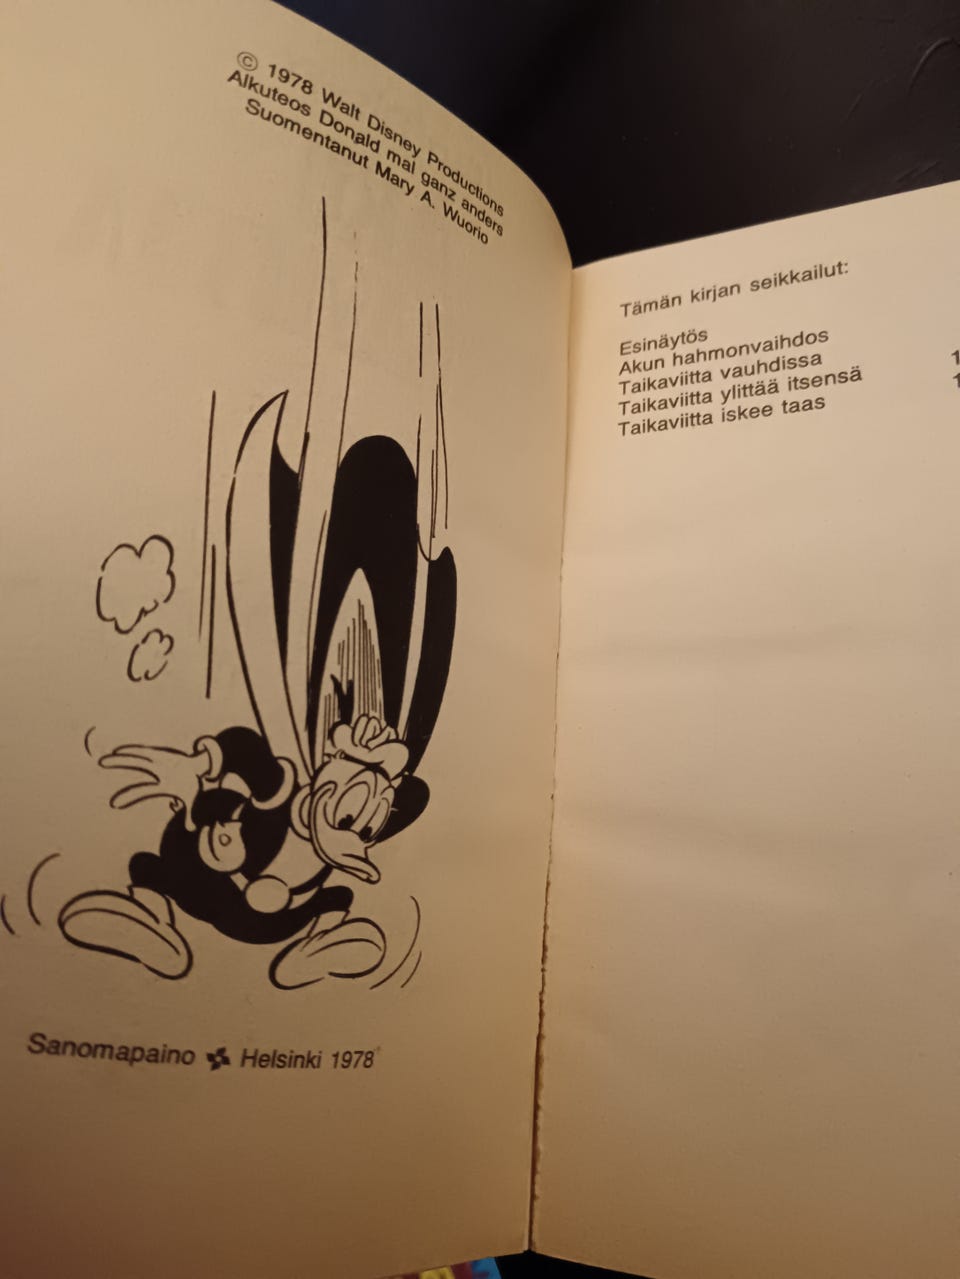 © 1978 Walt Disney Productions
Alkuteos Donald mal ganz anders
Suomentanut Mary A. Wuorio
Sanomapaino Helsinki 1978
Tämän kirjan seikkailut:
Esinäytös
Akun hahmonvaihdos
Taikaviitta vauhdissa
Taikaviitta ylittää itsensä
Taikaviitta iskee taas